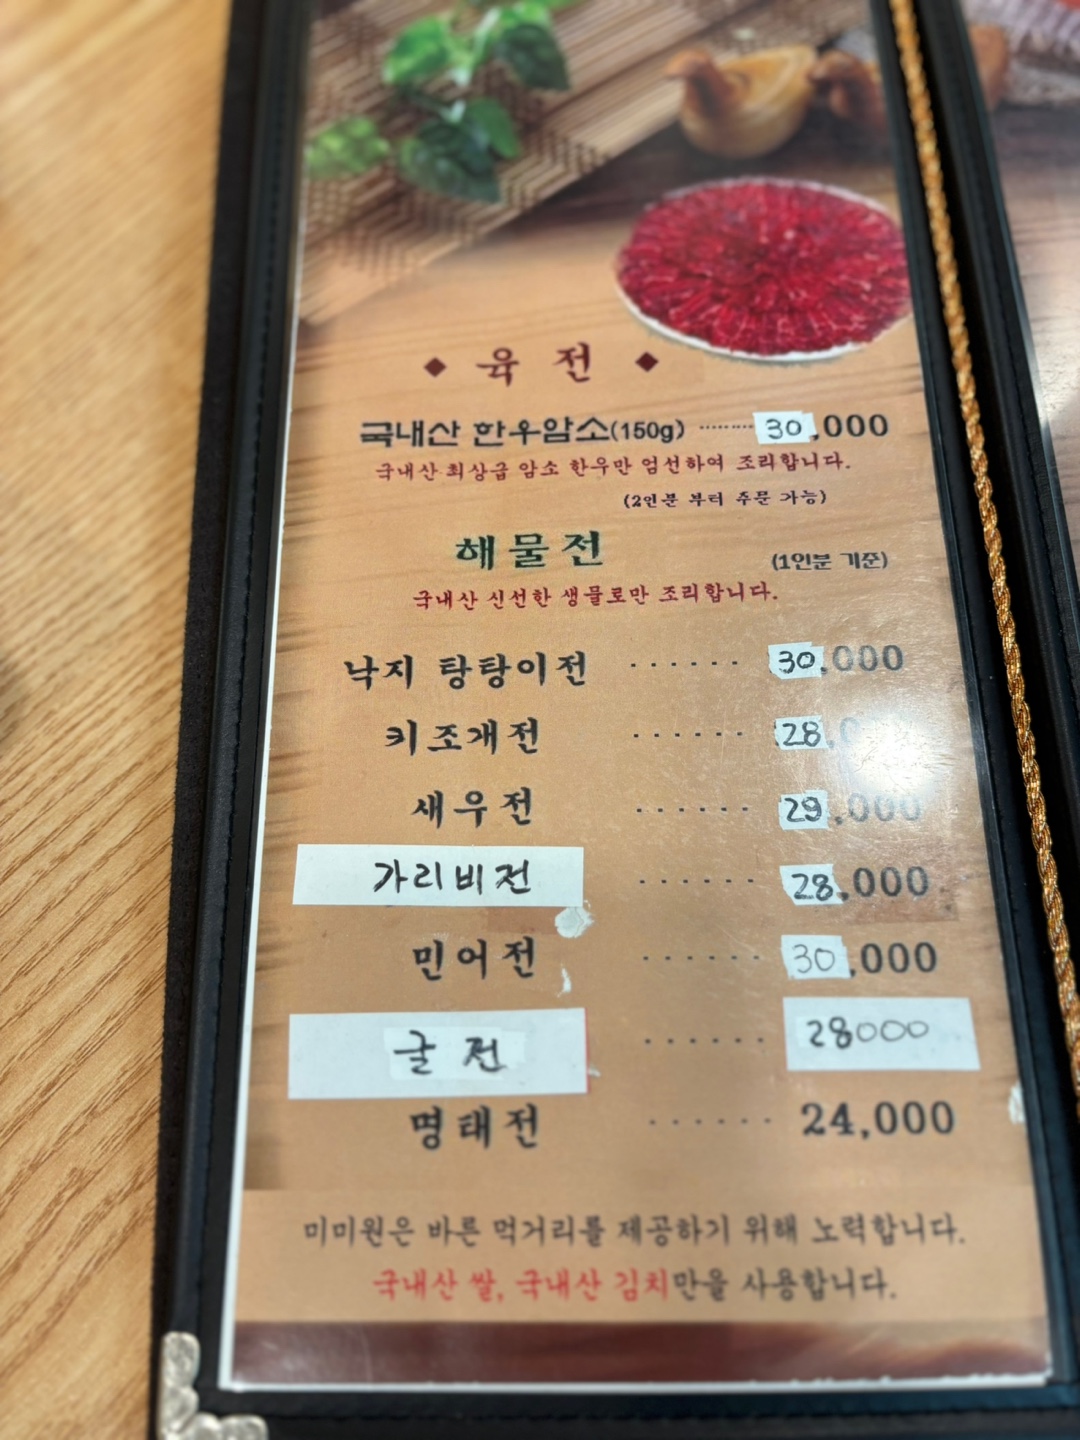 ◆ 육 전 ◆
국내산 한우암소(150g) ········· 30,000
국내산 최상급 암소 한우만 엄선하여 조리합니다.
(2인분 부터 주문 가능)
해물전 (1인분 기준)
국내산 신선한 생물로만 조리합니다.
낙지 탕탕이전 ······· 30,000
키조개전 ······· 28,0
새우전 ······· 29,000
가리비전 ······· 28,000
민어전 ······· 30,000
굴 전 ······· 28000
명태전 ······· 24,000
미미원은 바른 먹거리를 제공하기 위해 노력합니다.
국내산 쌀, 국내산 김치만을 사용합니다.